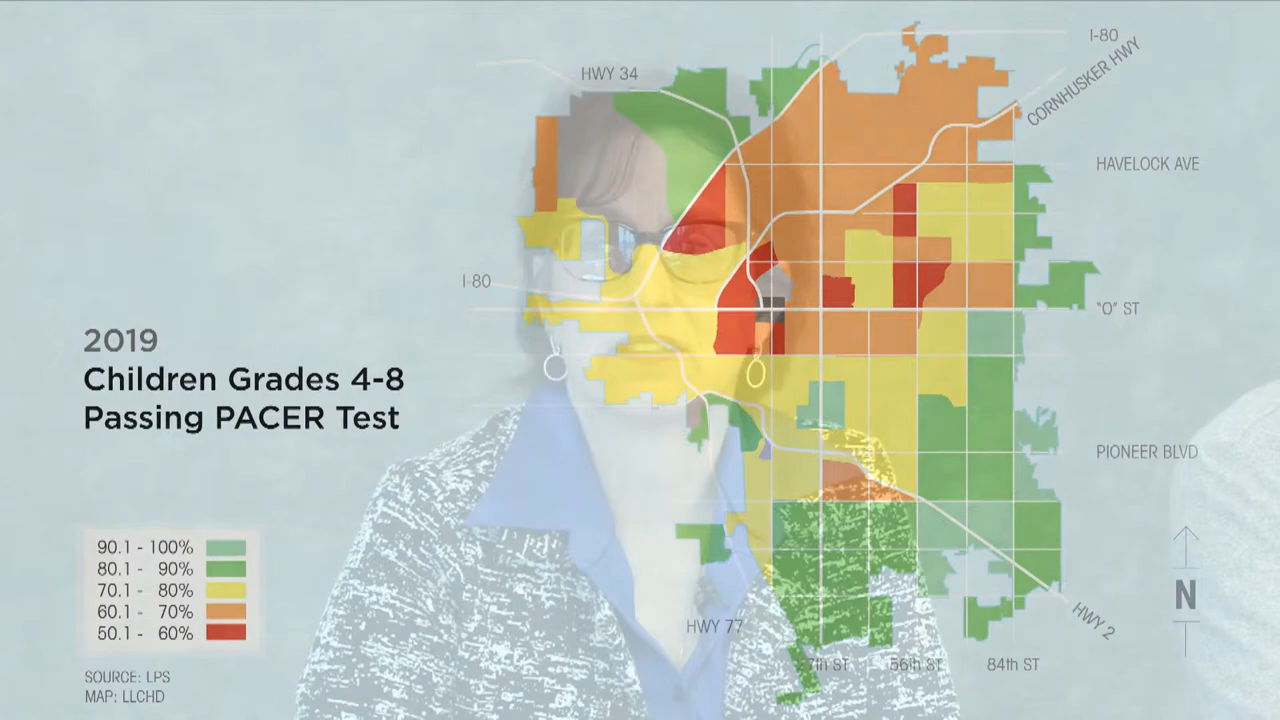 I-80
HWY 34
CORNHUSKER HWY
HAVELOCK AVE
I-80
"O" ST
2019
Children Grades 4-8
Passing PACER Test
PIONEER BLVD
90.1 - 100%
80.1 - 90%
70.1 - 80%
60.1 - 70%
50.1 - 60%
N
HWY 77
HWY 2
27th ST
56th ST
84th ST
SOURCE: LPS
MAP: LLCHD